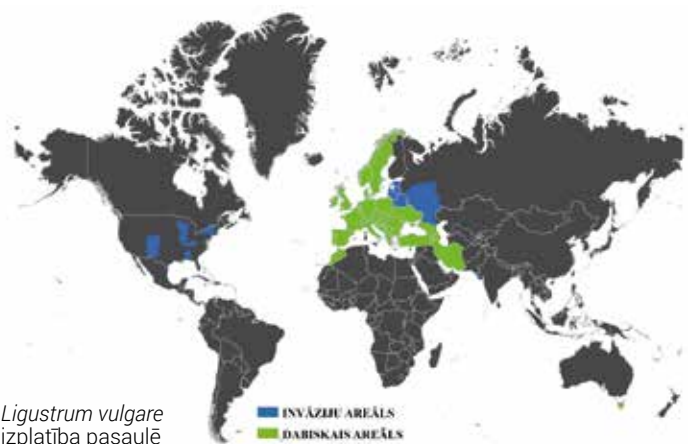 Ligustrum vulgare
izplatība pasaulē
INVĀZIJU AREĀLS
DABISKAIS AREĀLS